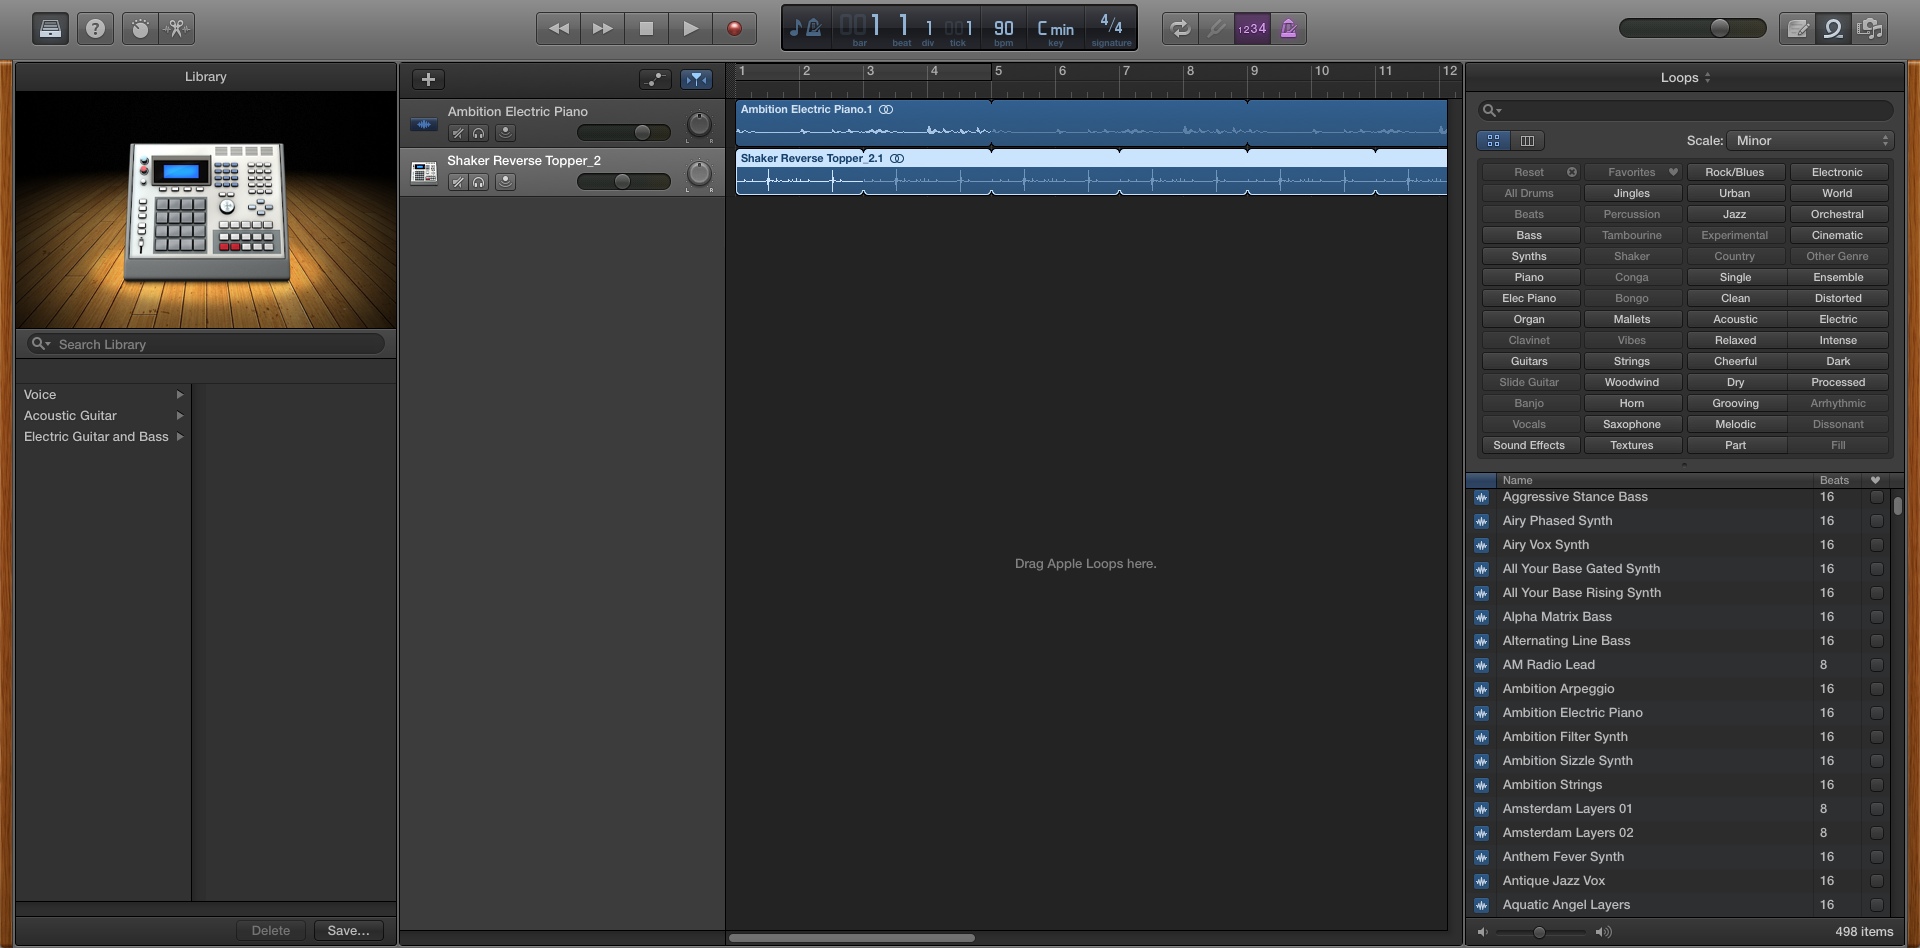 1 1 1 1 90 C min 4/4 1234
bar beat div tick bpm key signature
Library
Search Library
Voice
Acoustic Guitar
Electric Guitar and Bass
Delete Save...
Ambition Electric Piano
L R
Shaker Reverse Topper_2
L R
1 2 3 4 5 6 7 8 9 10 11 12
Ambition Electric Piano.1
Shaker Reverse Topper_2.1
Drag Apple Loops here.
Loops
Scale: Minor
Reset Favorites Rock/Blues Electronic
All Drums Jingles Urban World
Beats Percussion Jazz Orchestral
Bass Tambourine Experimental Cinematic
Synths Shaker Country Other Genre
Piano Conga Single Ensemble
Elec Piano Bongo Clean Distorted
Organ Mallets Acoustic Electric
Clavinet Vibes Relaxed Intense
Guitars Strings Cheerful Dark
Slide Guitar Woodwind Dry Processed
Banjo Horn Grooving Arrhythmic
Vocals Saxophone Melodic Dissonant
Sound Effects Textures Part Fill
Name Beats
Aggressive Stance Bass 16
Airy Phased Synth 16
Airy Vox Synth 16
All Your Base Gated Synth 16
All Your Base Rising Synth 16
Alpha Matrix Bass 16
Alternating Line Bass 16
AM Radio Lead 8
Ambition Arpeggio 16
Ambition Electric Piano 16
Ambition Filter Synth 16
Ambition Sizzle Synth 16
Ambition Strings 16
Amsterdam Layers 01 8
Amsterdam Layers 02 8
Anthem Fever Synth 16
Antique Jazz Vox 16
Aquatic Angel Layers 16
498 items